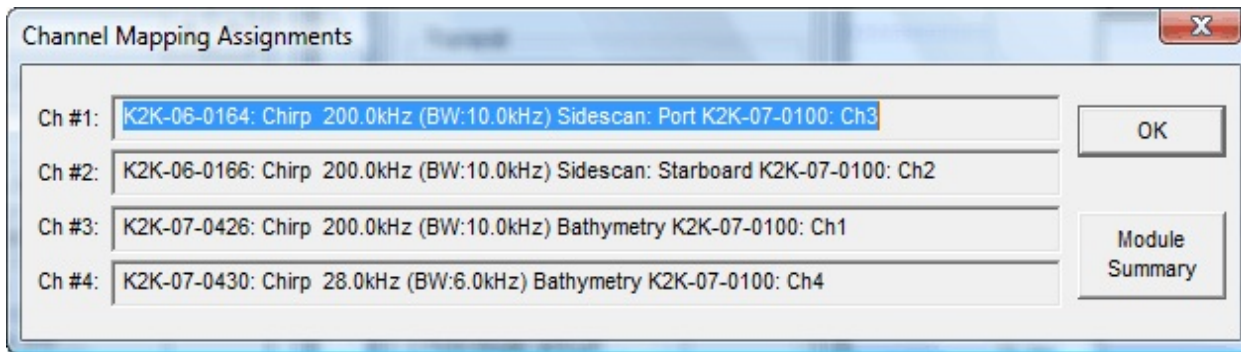 Channel Mapping Assignments
Ch #1: K2K-06-0164: Chirp 200.0kHz (BW:10.0kHz) Sidescan: Port K2K-07-0100: Ch3
OK
Ch #2: K2K-06-0166: Chirp 200.0kHz (BW:10.0kHz) Sidescan: Starboard K2K-07-0100: Ch2
Ch #3: K2K-07-0426: Chirp 200.0kHz (BW:10.0kHz) Bathymetry K2K-07-0100: Ch1
Ch #4: K2K-07-0430: Chirp 28.0kHz (BW:6.0kHz) Bathymetry K2K-07-0100: Ch4
Module
Summary